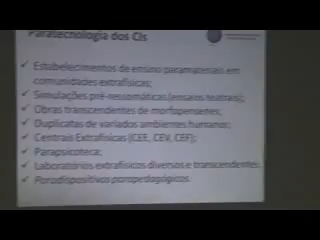 Paratecnologia dos CIs
✓ Estabelecimentos de ensino paramateriais em
comunidades extrafísicas;
✓ Simulações pré-ressomáticas (ensaios teatrais);
✓ Obras transcendentes de morfopensenes;
✓ Duplicatas de variados ambientes humanos;
✓ Centrais Extrafísicas (CEE, CEV, CEF);
✓ Parapsicoteca;
✓ Laboratórios extrafísicos diversos e transcendentes.
✓ Paradispositivos parapedagógicos.